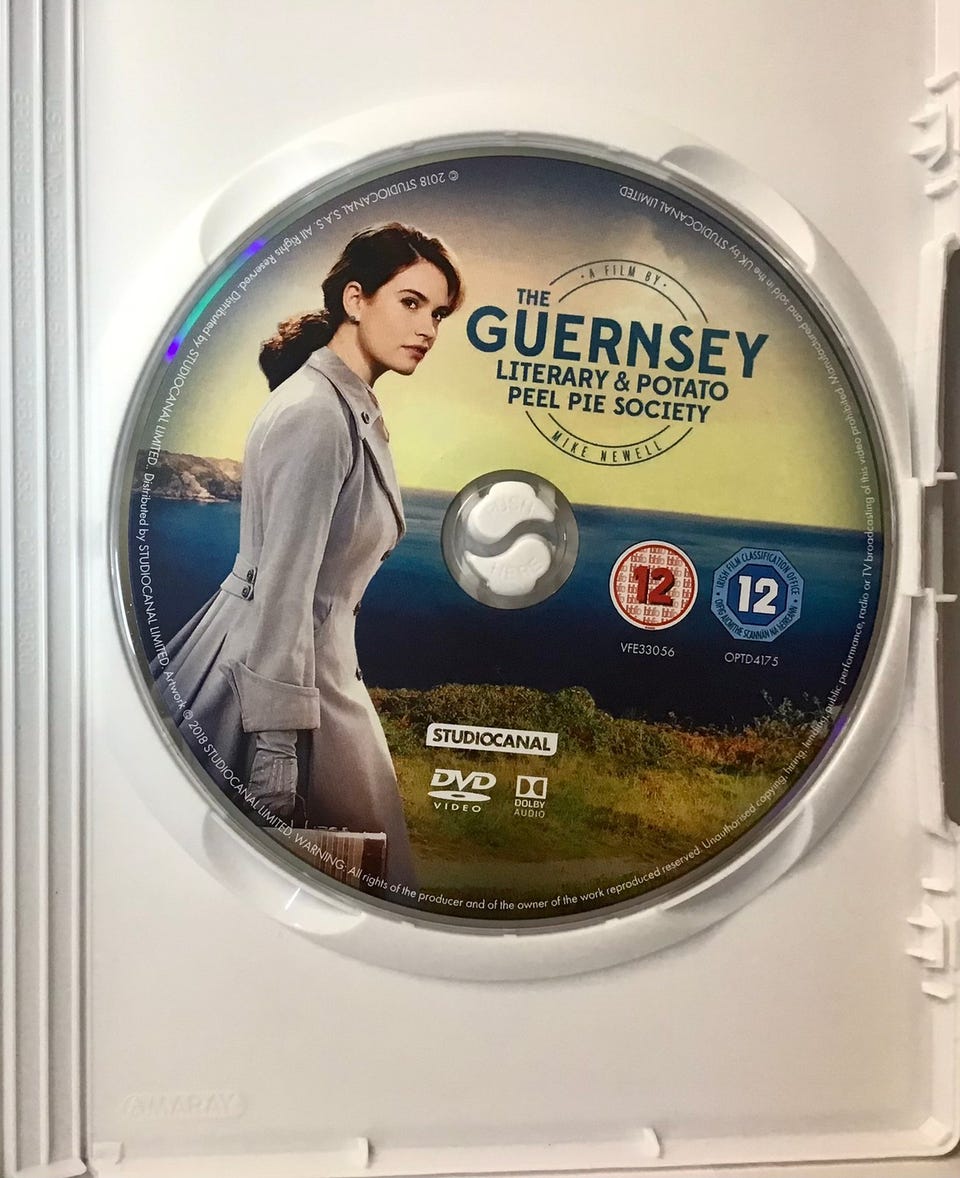 · A FILM BY ·
THE
GUERNSEY
LITERARY & POTATO
PEEL PIE SOCIETY
MIKE NEWELL
PUSH
HERE
12
IRISH FILM CLASSIFICATION OFFICE
12
VFE33056
OPTD4175
STUDIOCANAL
DVD
VIDEO
DOLBY
AUDIO
© 2018 STUDIOCANAL S.A.S. All Rights Reserved. Distributed by STUDIOCANAL LIMITED. Distributed by STUDIOCANAL LIMITED. Artwork © 2018 STUDIOCANAL LIMITED. WARNING: All rights of the producer and of the owner of the work reproduced reserved. Unauthorised copying, hiring, lending, public performance, radio or TV broadcasting of this video prohibited. Manufactured and sold in the UK by STUDIOCANAL LIMITED.
AMARAY